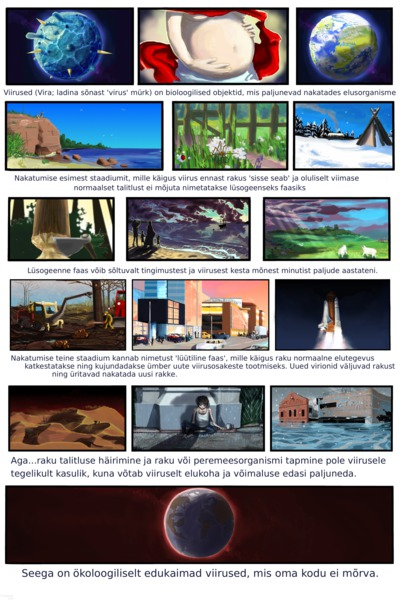 Viirused (Vira; ladina sõnast 'virus' mürk) on bioloogilised objektid, mis paljunevad nakatades elusorganisme
Nakatumise esimest staadiumit, mille käigus viirus ennast rakus 'sisse seab' ja oluliselt viimase
normaalset talitlust ei mõjuta nimetatakse lüsogeenseks faasiks
Lüsogeenne faas võib sõltuvalt tingimustest ja viirusest kesta mõnest minutist paljude aastateni.
Nakatumise teine staadium kannab nimetust 'lüütiline faas', mille käigus raku normaalne elutegevus
katkestatakse ning kujundadakse ümber uute viirusosakeste tootmiseks. Uued virionid väljuvad rakust
ning üritavad nakatada uusi rakke.
Aga...raku talitluse häirimine ja raku või peremeesorganismi tapmine pole viirusele
tegelikult kasulik, kuna võtab viiruselt elukoha ja võimaluse edasi paljuneda.
Seega on ökoloogiliselt edukaimad viirused, mis oma kodu ei mõrva.